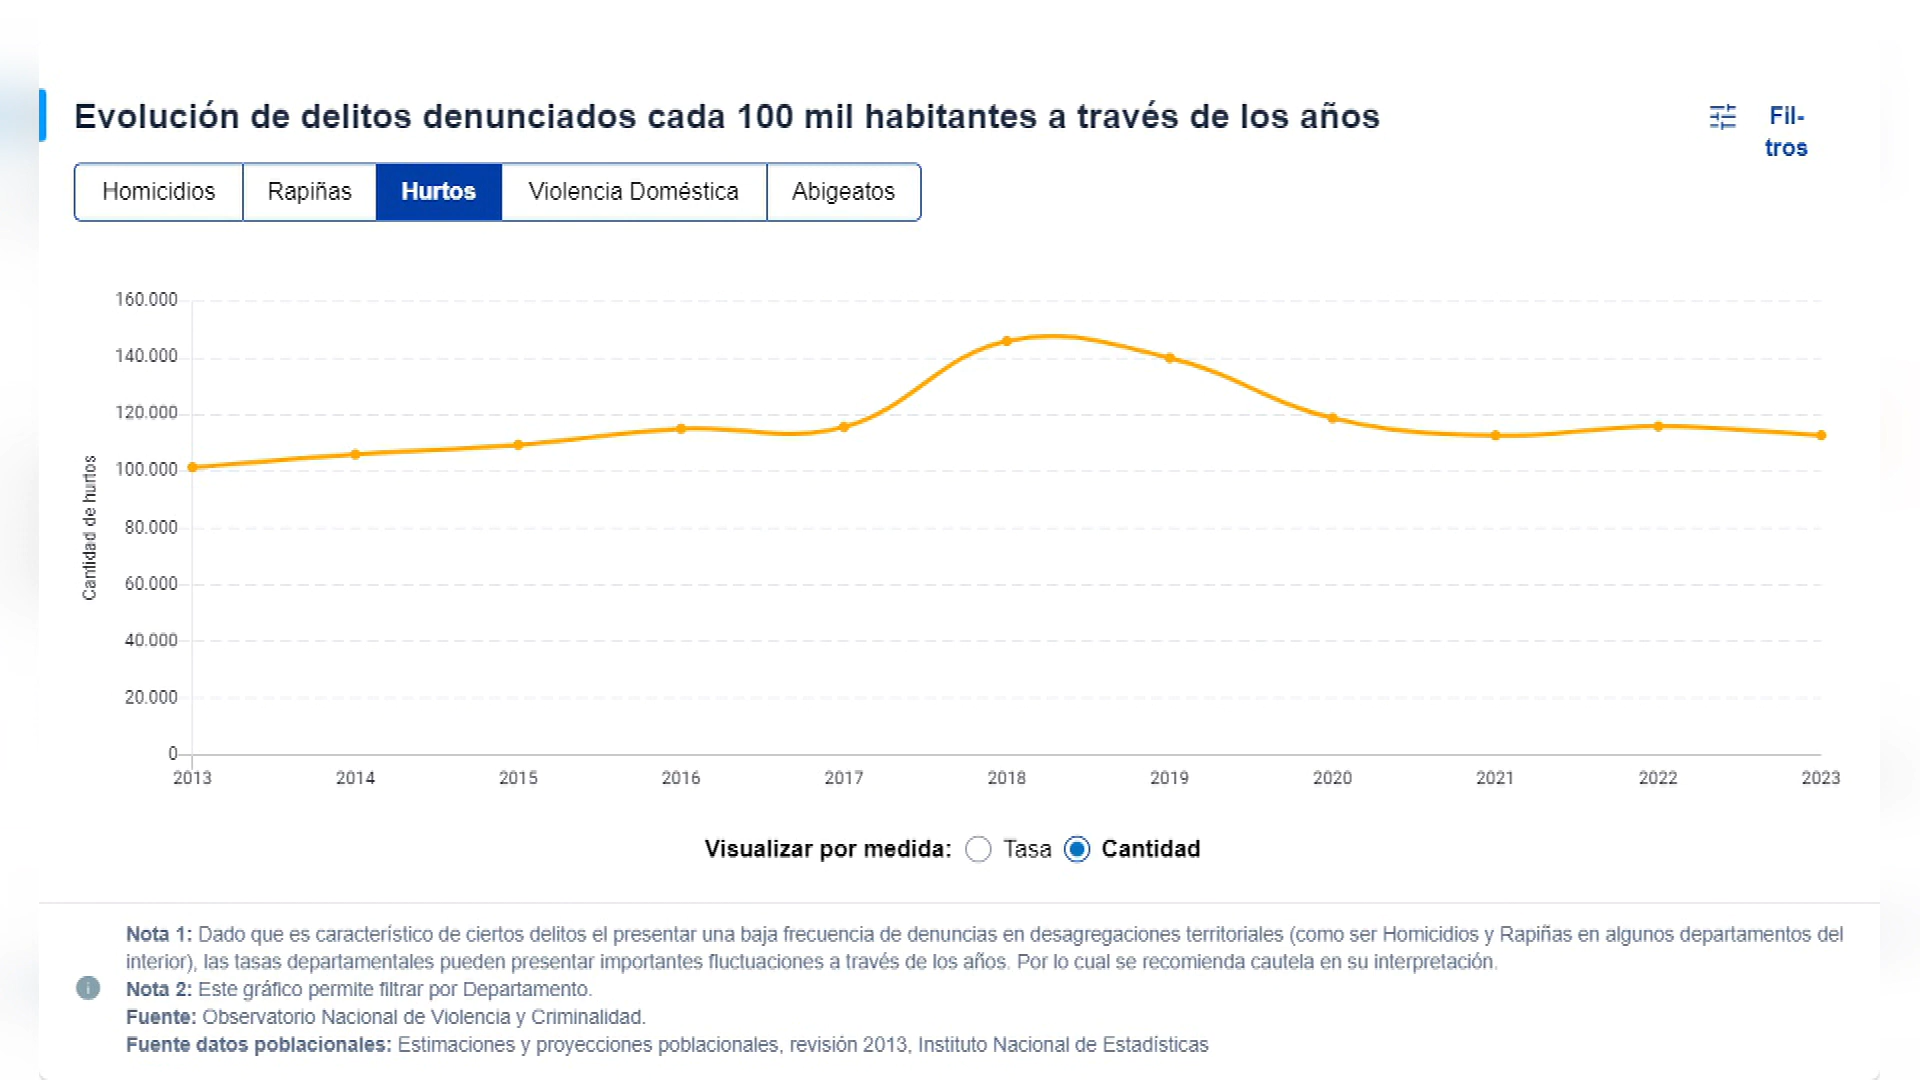 Evolución de delitos denunciados cada 100 mil habitantes a través de los años
Fil-
tros
Homicidios
Rapiñas
Hurtos
Violencia Doméstica
Abigeatos
160.000
140.000
120.000
100.000
80.000
60.000
40.000
20.000
0
Cantidad de hurtos
2013
2014
2015
2016
2017
2018
2019
2020
2021
2022
2023
Visualizar por medida: Tasa Cantidad
Nota 1: Dado que es característico de ciertos delitos el presentar una baja frecuencia de denuncias en desagregaciones territoriales (como ser Homicidios y Rapiñas en algunos departamentos del
interior), las tasas departamentales pueden presentar importantes fluctuaciones a través de los años. Por lo cual se recomienda cautela en su interpretación.
Nota 2: Este gráfico permite filtrar por Departamento.
Fuente: Observatorio Nacional de Violencia y Criminalidad.
Fuente datos poblacionales: Estimaciones y proyecciones poblacionales, revisión 2013, Instituto Nacional de Estadísticas